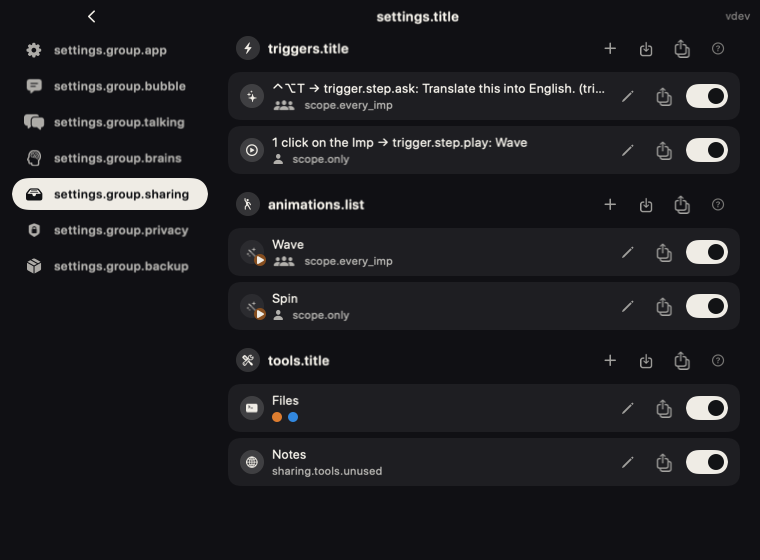 settings.title
vdev
settings.group.app
settings.group.bubble
settings.group.talking
settings.group.brains
settings.group.sharing
settings.group.privacy
settings.group.backup
triggers.title
^⌥T → trigger.step.ask: Translate this into English. (tri...
scope.every_imp
1 click on the Imp → trigger.step.play: Wave
scope.only
animations.list
Wave
scope.every_imp
Spin
scope.only
tools.title
Files
Notes
sharing.tools.unused